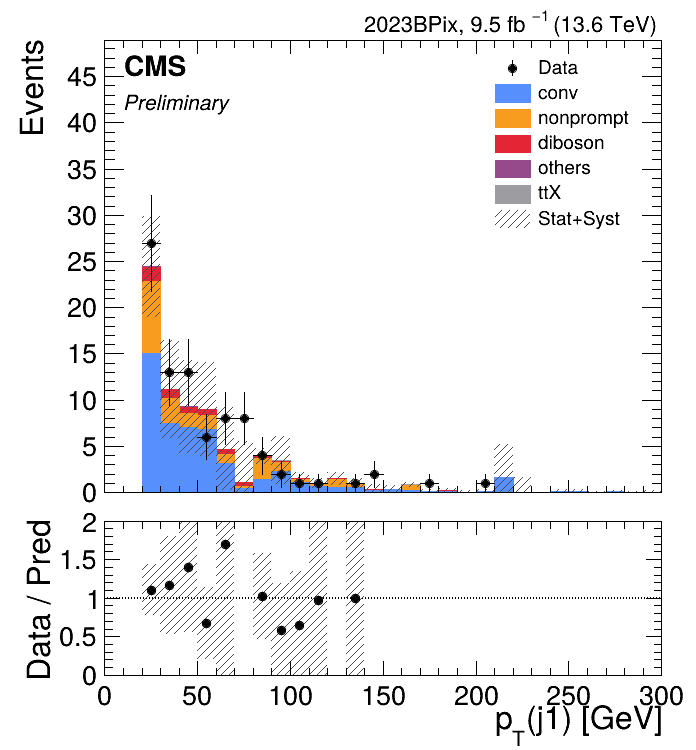 2023BPix, 9.5 fb⁻¹ (13.6 TeV)
CMS
Preliminary
Events
45
40
35
30
25
20
15
10
5
0
Data
conv
nonprompt
diboson
others
ttX
Stat+Syst
Data / Pred
2
1.5
1
0.5
0
0 50 100 150 200 250 300
p_T(j1) [GeV]